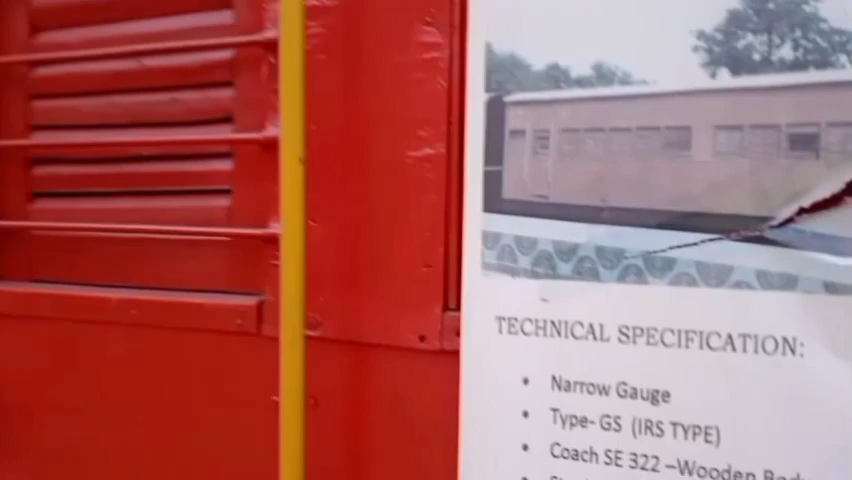 TECHNICAL SPECIFICATION:
• Narrow Gauge
• Type- GS (IRS TYPE)
• Coach SE 322 –Wooden